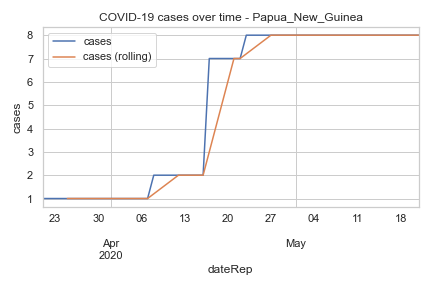 COVID-19 cases over time - Papua_New_Guinea
cases
cases (rolling)
cases
8
7
6
5
4
3
2
1
23 30 06 13 20 27 04 11 18
Apr May
2020
dateRep